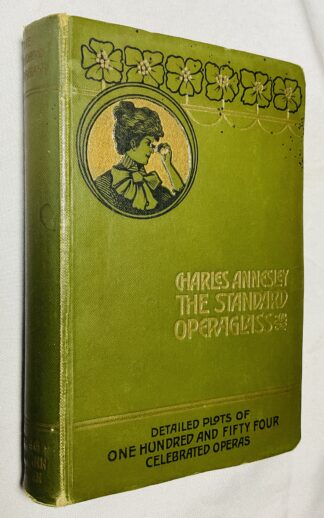 CHARLES ANNESLEY
THE STANDARD
OPERAGLASS
DETAILED PLOTS OF
ONE HUNDRED AND FIFTY FOUR
CELEBRATED OPERAS